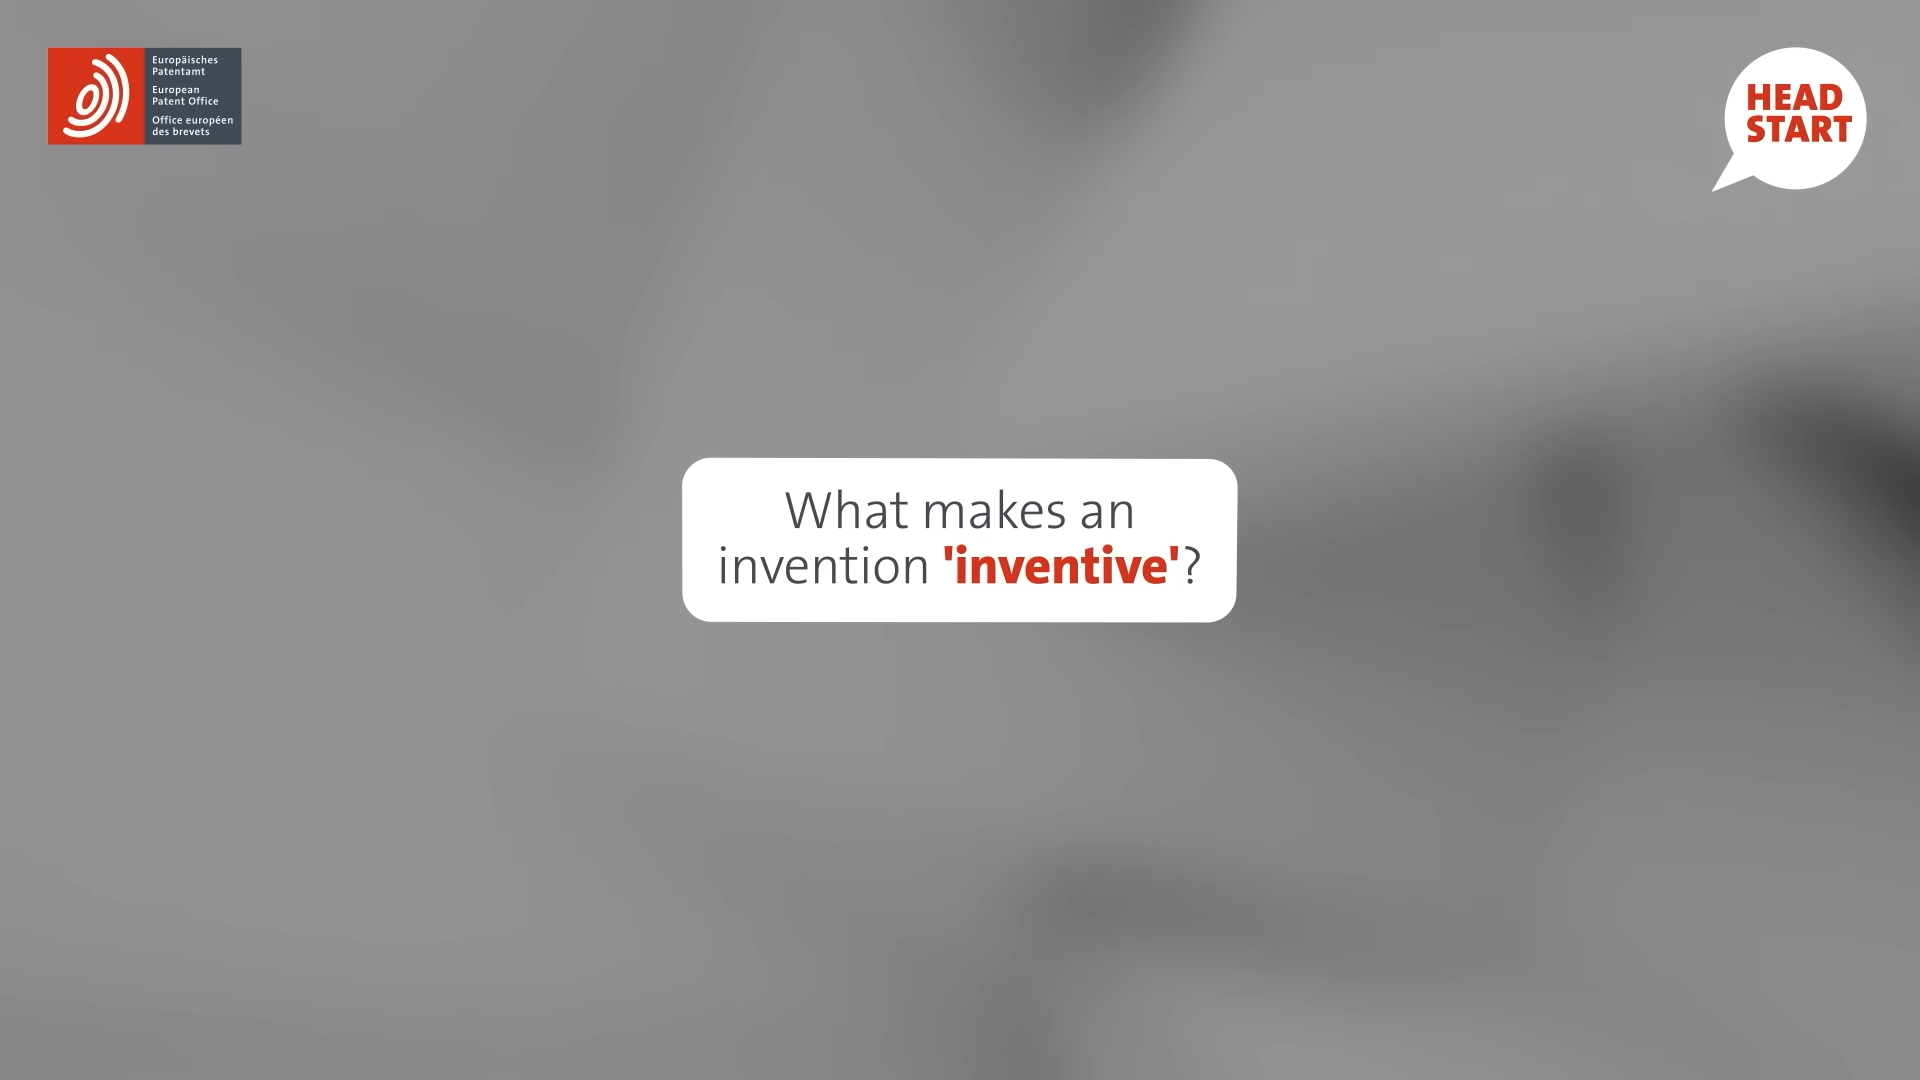 Europäisches
Patentamt
European
Patent Office
Office européen
des brevets
HEAD
START
What makes an
invention 'inventive'?